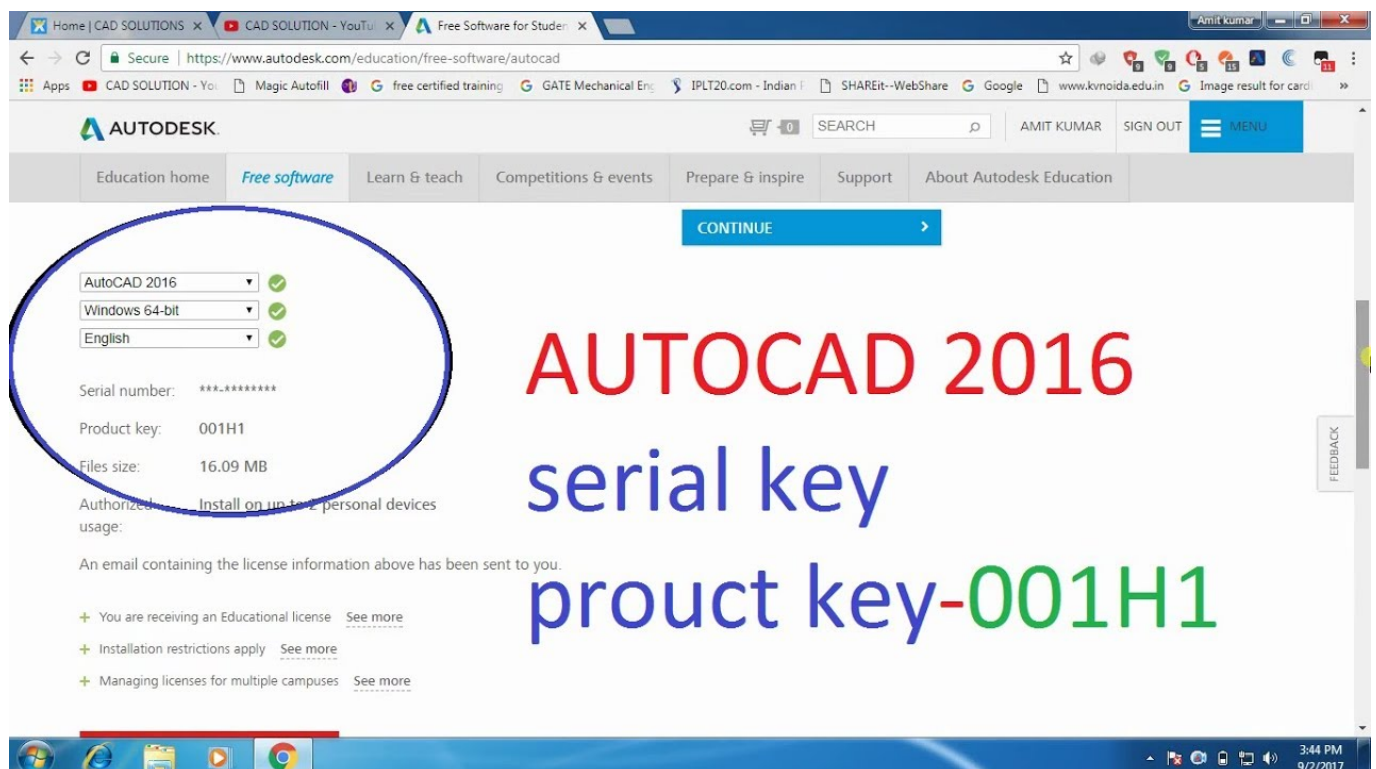 Home | CAD SOLUTIONS
CAD SOLUTION - YouTu
Free Software for Studen
Amit kumar
Secure | https://www.autodesk.com/education/free-software/autocad
Apps
CAD SOLUTION - You
Magic Autofill
free certified training
GATE Mechanical Eng
IPLT20.com - Indian P
SHAREit--WebShare
Google
www.kvnoida.edu.in
Image result for card
AUTODESK.
0
SEARCH
AMIT KUMAR
SIGN OUT
MENU
Education home
Free software
Learn & teach
Competitions & events
Prepare & inspire
Support
About Autodesk Education
CONTINUE
AutoCAD 2016
Windows 64-bit
English
Serial number: ***-********
Product key: 001H1
Files size: 16.09 MB
Authorized Install on up to 2 personal devices
usage:
An email containing the license information above has been sent to you.
+ You are receiving an Educational license See more
+ Installation restrictions apply See more
+ Managing licenses for multiple campuses See more
AUTOCAD 2016
serial key
prouct key-001H1
FEEDBACK
3:44 PM
9/2/2017